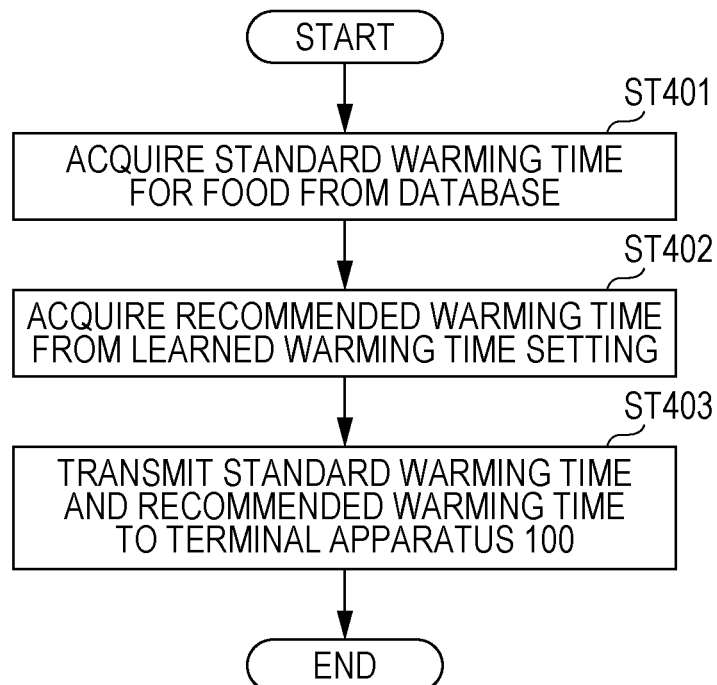 START
ST401
ACQUIRE STANDARD WARMING TIME
FOR FOOD FROM DATABASE
ST402
ACQUIRE RECOMMENDED WARMING TIME
FROM LEARNED WARMING TIME SETTING
ST403
TRANSMIT STANDARD WARMING TIME
AND RECOMMENDED WARMING TIME
TO TERMINAL APPARATUS 100
END